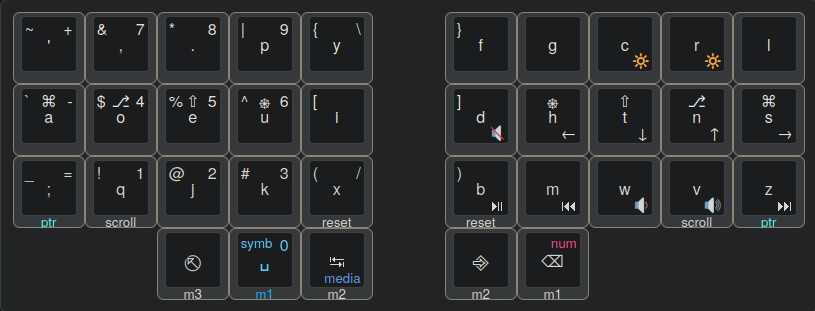 ~ + & 7 * 8 | 9 { \ }
' , . p y f g c r l
🔆 🔆
` ⌘ - $ ⎇ 4 % ⇧ 5 ^ ⎈ 6 [ ] ⎈ ⇧ ⎇ ⌘
a o e u i d h t n s
🔇 ← ↓ ↑ →
_ = ! 1 @ 2 # 3 ( / )
; q j k x b m w v z
⏯ ⏮ 🔉 🔊 ⏭
ptr scroll reset reset scroll ptr
symb 0 num
⎋ ␣ ↹ ⎆ ⌫
media
m3 m1 m2 m2 m1